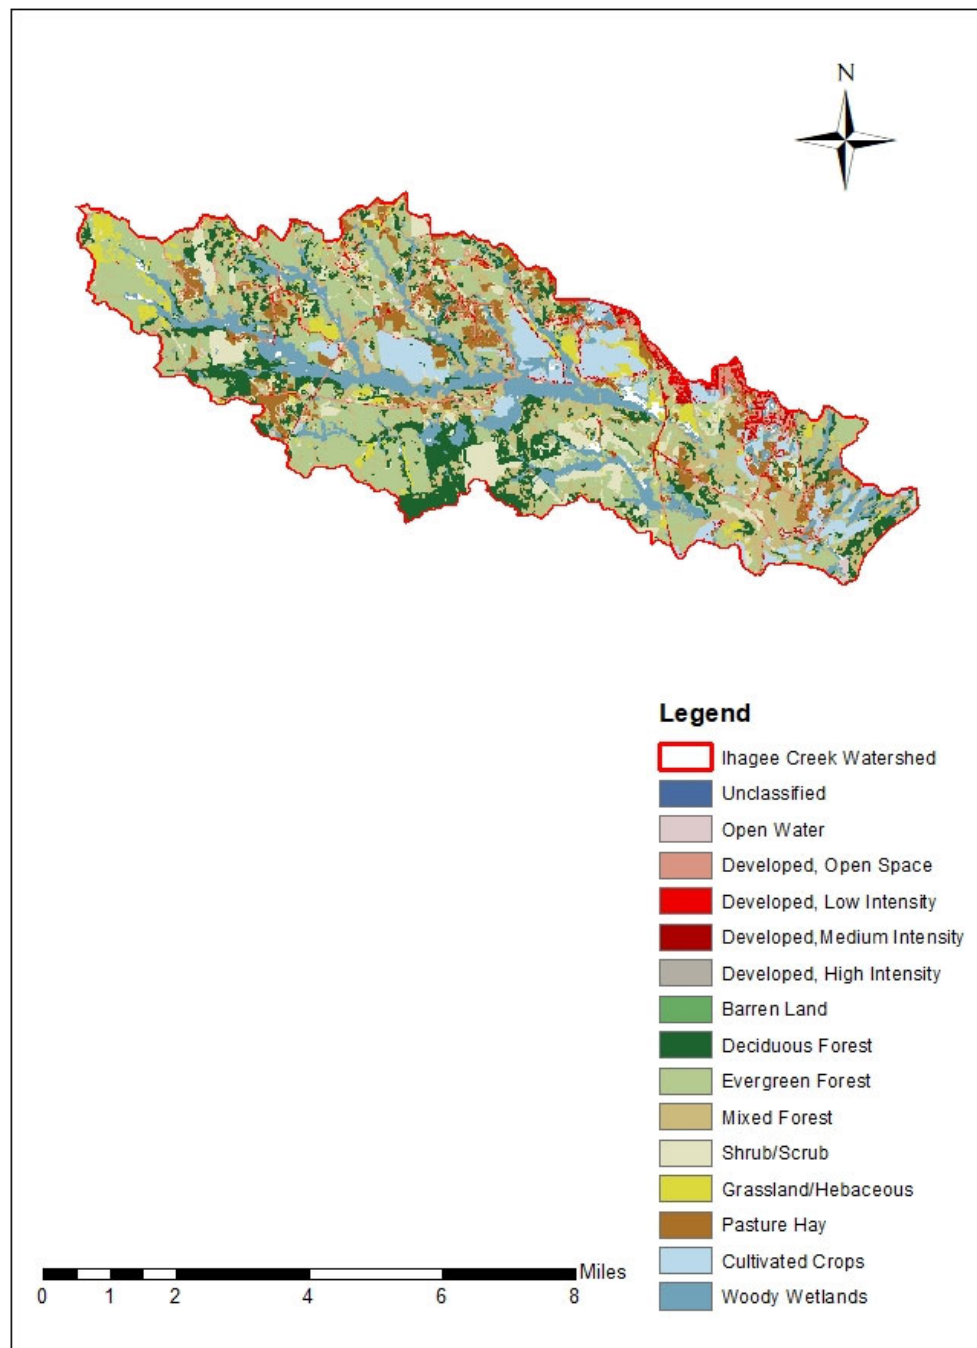 N
Legend
Ihagee Creek Watershed
Unclassified
Open Water
Developed, Open Space
Developed, Low Intensity
Developed,Medium Intensity
Developed, High Intensity
Barren Land
Deciduous Forest
Evergreen Forest
Mixed Forest
Shrub/Scrub
Grassland/Hebaceous
Pasture Hay
Cultivated Crops
Woody Wetlands
Miles
0 1 2 4 6 8